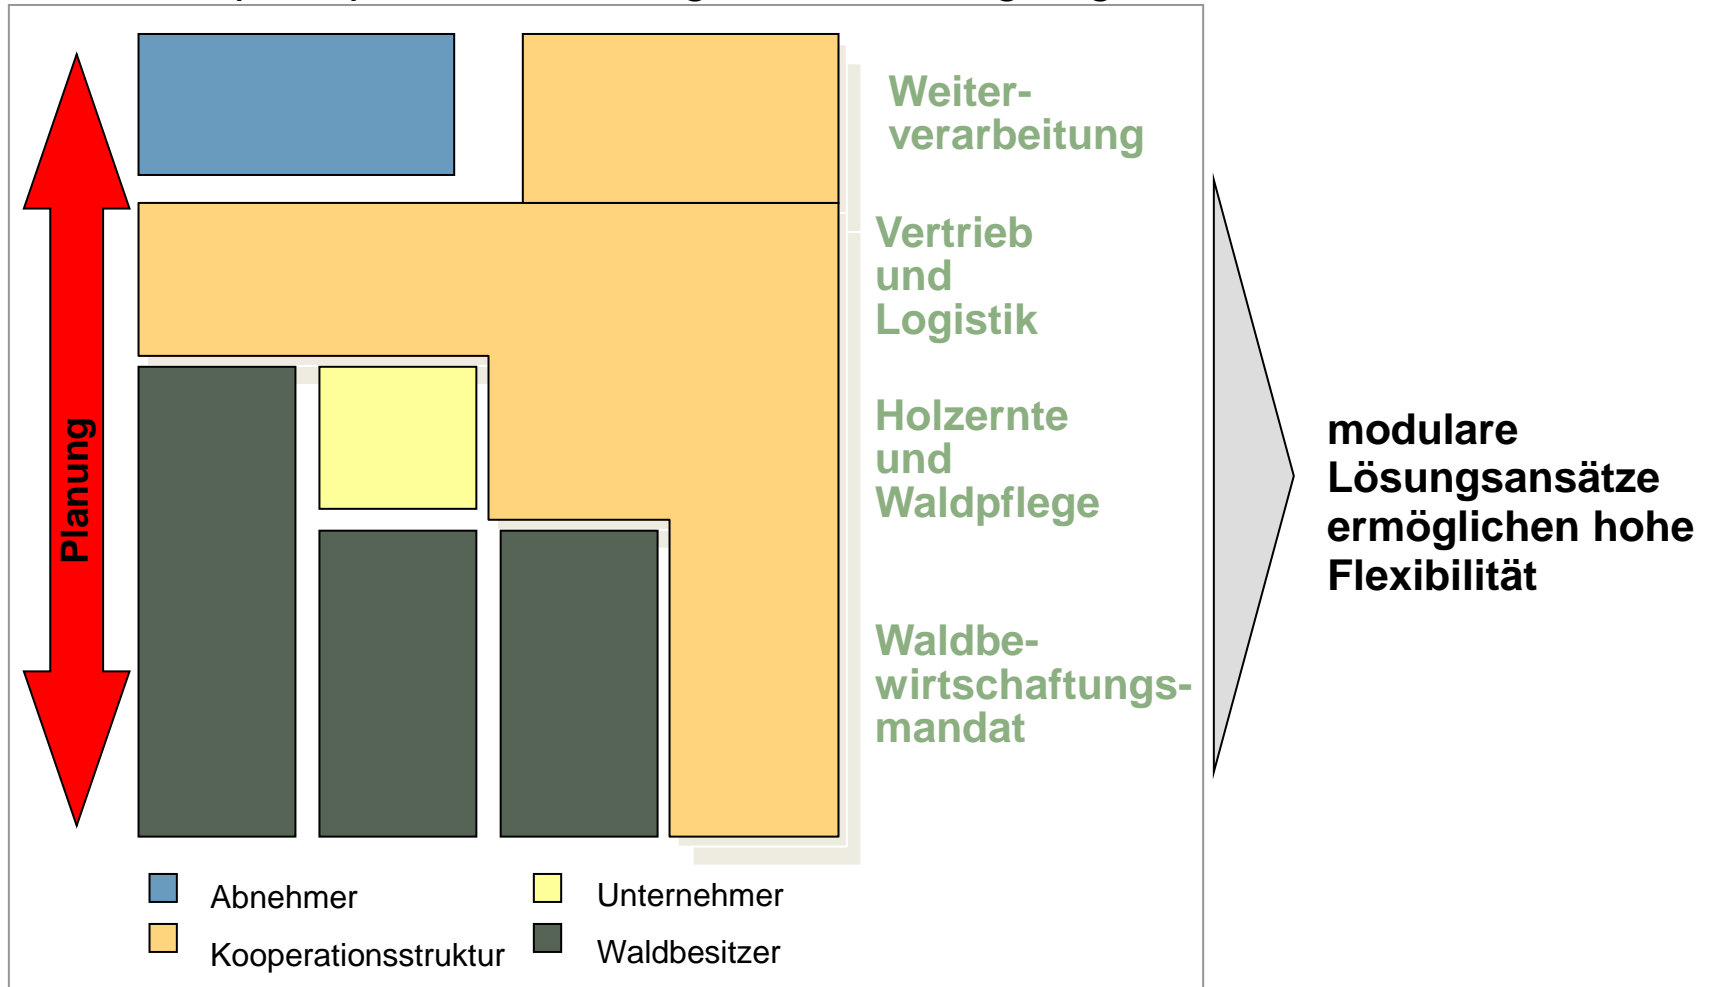 Weiter-
verarbeitung
Vertrieb
und
Logistik
Holzernte
und
Waldpflege
Waldbe-
wirtschaftungs-
mandat
Planung
modulare
Lösungsansätze
ermöglichen hohe
Flexibilität
Abnehmer
Unternehmer
Kooperationsstruktur
Waldbesitzer